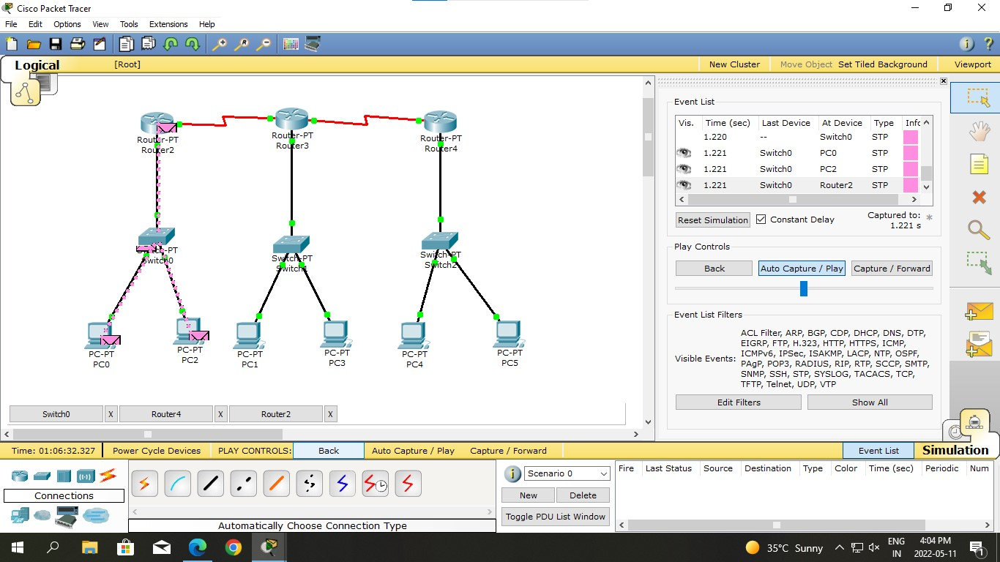 Cisco Packet Tracer
File Edit Options View Tools Extensions Help
Logical [Root] New Cluster Move Object Set Tiled Background Viewport
Router-PT
Router2
Router-PT
Router3
Router-PT
Router4
Switch-PT
Switch0
Switch-PT
Switch1
Switch-PT
Switch2
PC-PT
PC0
PC-PT
PC2
PC-PT
PC1
PC-PT
PC3
PC-PT
PC4
PC-PT
PC5
Switch0 X Router4 X Router2 X
Event List
Vis. Time (sec) Last Device At Device Type Info
1.220 -- Switch0 STP
1.221 Switch0 PC0 STP
1.221 Switch0 PC2 STP
1.221 Switch0 Router2 STP
Reset Simulation Constant Delay Captured to: *
1.221 s
Play Controls
Back Auto Capture / Play Capture / Forward
Event List Filters
Visible Events:
ACL Filter, ARP, BGP, CDP, DHCP, DNS, DTP,
EIGRP, FTP, H.323, HTTP, HTTPS, ICMP,
ICMPv6, IPSec, ISAKMP, LACP, NTP, OSPF,
PAgP, POP3, RADIUS, RIP, RTP, SCCP, SMTP,
SNMP, SSH, STP, SYSLOG, TACACS, TCP,
TFTP, Telnet, UDP, VTP
Edit Filters Show All
Time: 01:06:32.327 Power Cycle Devices PLAY CONTROLS: Back Auto Capture / Play Capture / Forward Event List Simulation
Connections
Automatically Choose Connection Type
Scenario 0
New Delete
Toggle PDU List Window
Fire Last Status Source Destination Type Color Time (sec) Periodic Num
35°C Sunny
ENG
IN
4:04 PM
2022-05-11
1